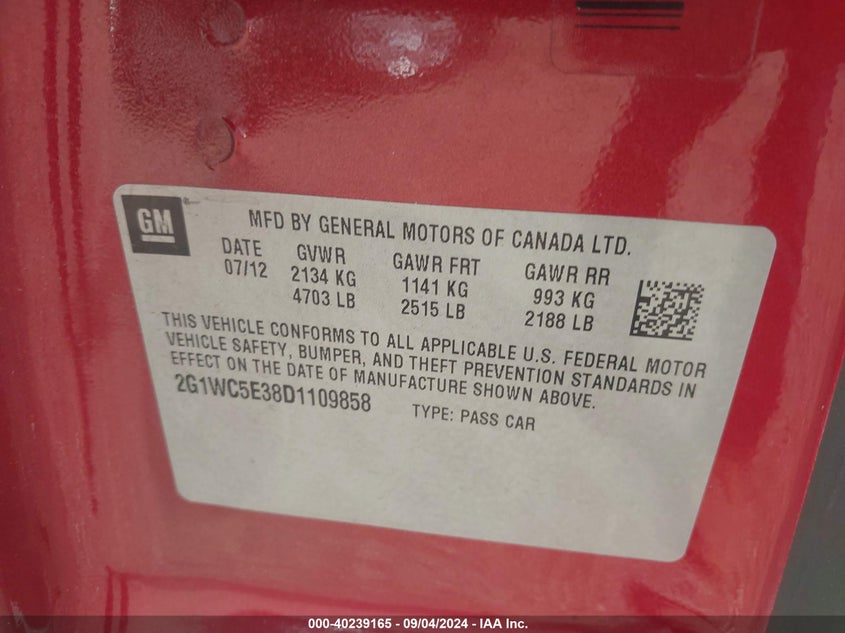 GM
MFD BY GENERAL MOTORS OF CANADA LTD.
DATE GVWR GAWR FRT GAWR RR
07/12 2134 KG 1141 KG 993 KG
4703 LB 2515 LB 2188 LB
THIS VEHICLE CONFORMS TO ALL APPLICABLE U.S. FEDERAL MOTOR
VEHICLE SAFETY, BUMPER, AND THEFT PREVENTION STANDARDS IN
EFFECT ON THE DATE OF MANUFACTURE SHOWN ABOVE.
2G1WC5E38D1109858 TYPE: PASS CAR
000-40239165 - 09/04/2024 - IAA Inc.